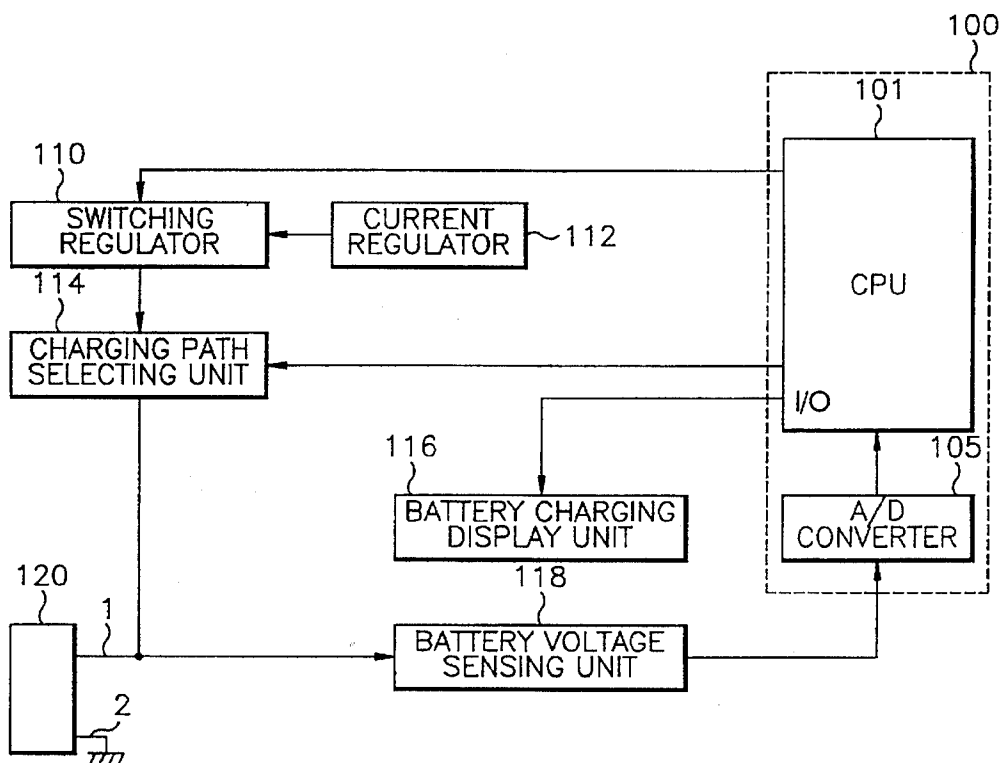 100
101
110
SWITCHING
REGULATOR
CURRENT
REGULATOR
112
CPU
114
CHARGING PATH
SELECTING UNIT
I/O
116
BATTERY CHARGING
DISPLAY UNIT
105
A/D
CONVERTER
118
BATTERY VOLTAGE
SENSING UNIT
120
1
2